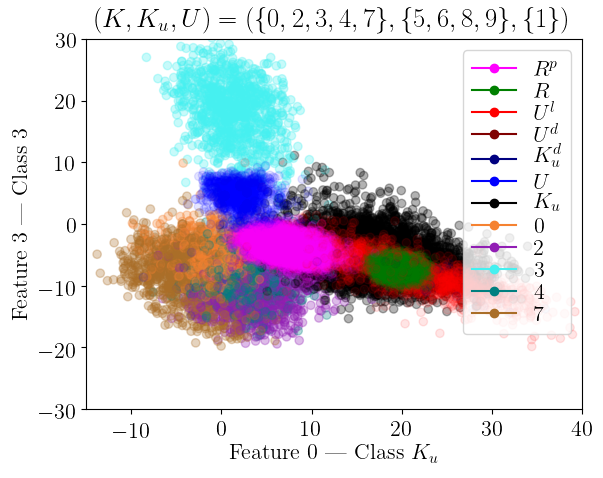 (K, K_u, U) = ({0, 2, 3, 4, 7}, {5, 6, 8, 9}, {1})
Feature 3 — Class 3
30
20
10
0
−10
−20
−30
R^p
R
U^l
U^d
K_u^d
U
K_u
0
2
3
4
7
−10
0
10
20
30
40
Feature 0 — Class K_u